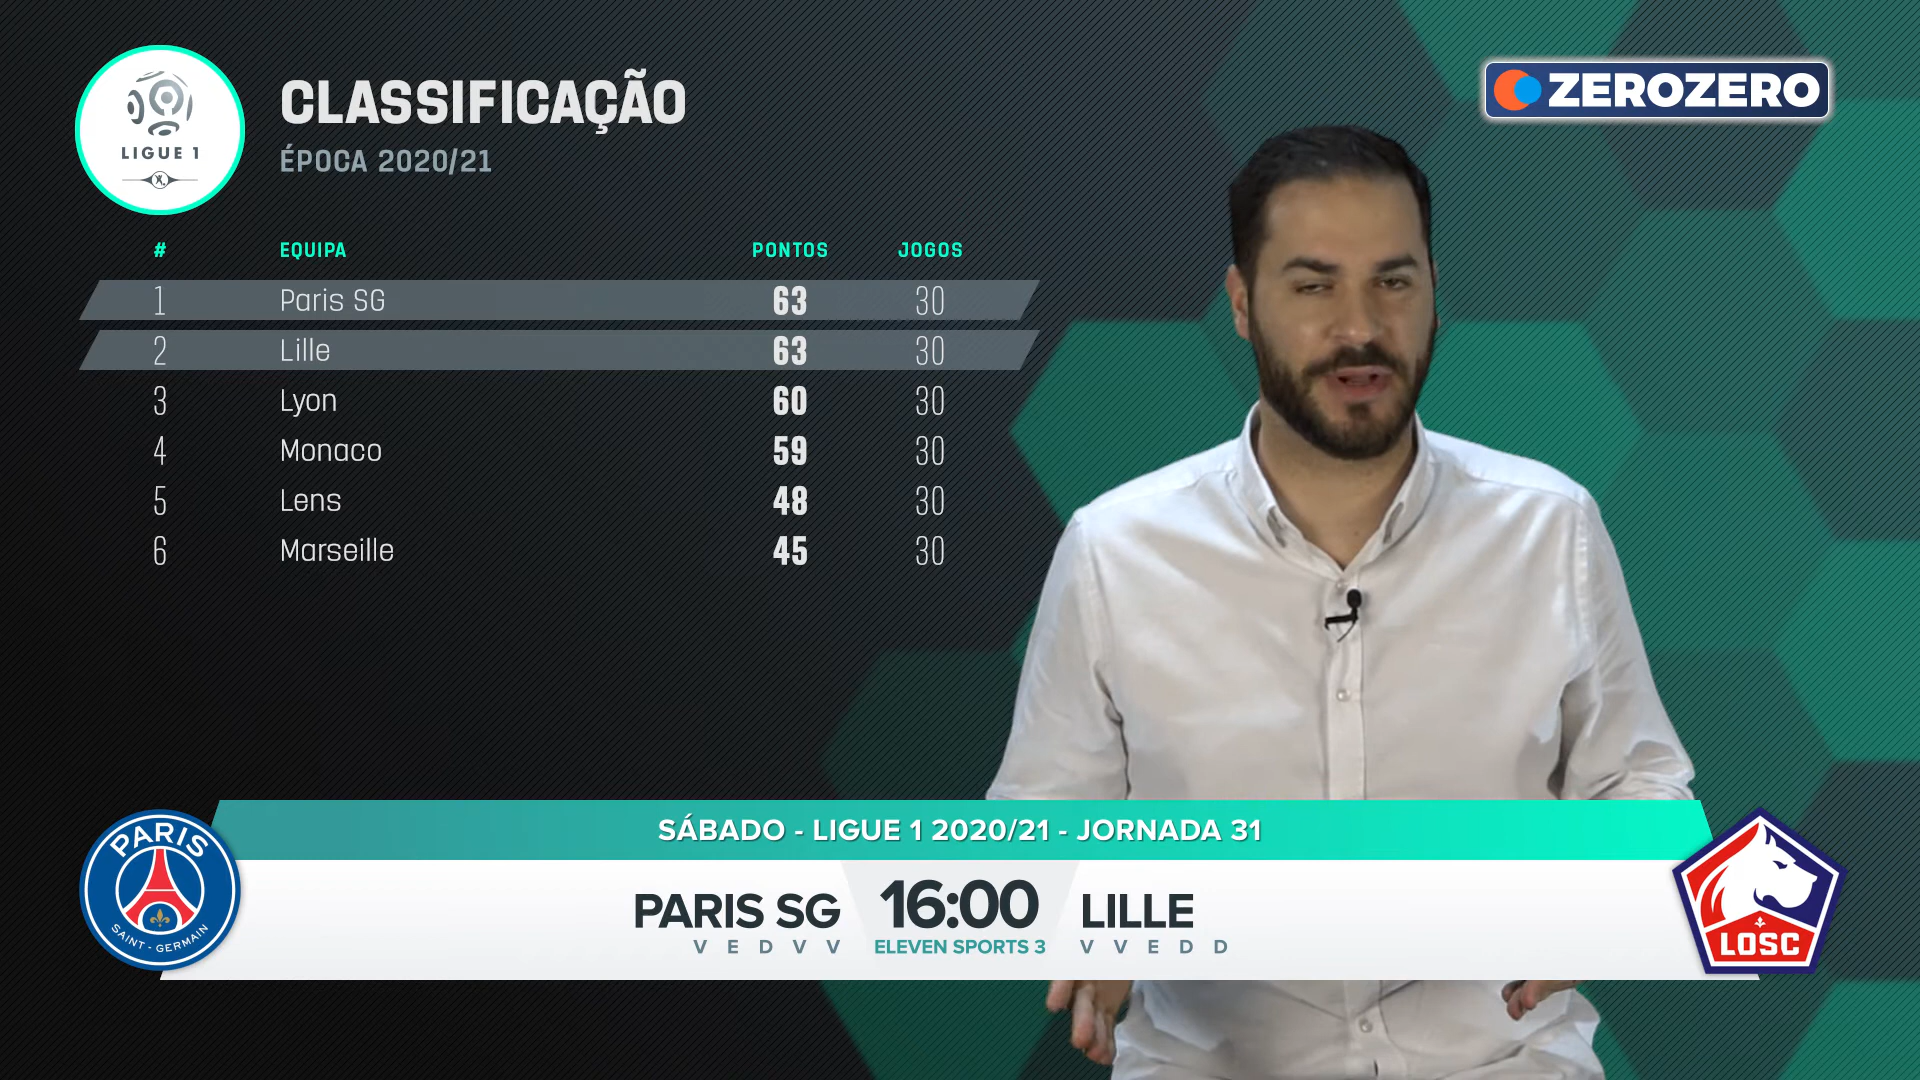 CLASSIFICAÇÃO
ÉPOCA 2020/21
LIGUE 1
ZEROZERO
# EQUIPA PONTOS JOGOS
1 Paris SG 63 30
2 Lille 63 30
3 Lyon 60 30
4 Monaco 59 30
5 Lens 48 30
6 Marseille 45 30
SÁBADO - LIGUE 1 2020/21 - JORNADA 31
PARIS SG 16:00 LILLE
V E D V V ELEVEN SPORTS 3 V V E D D
PARIS
SAINT-GERMAIN
LOSC